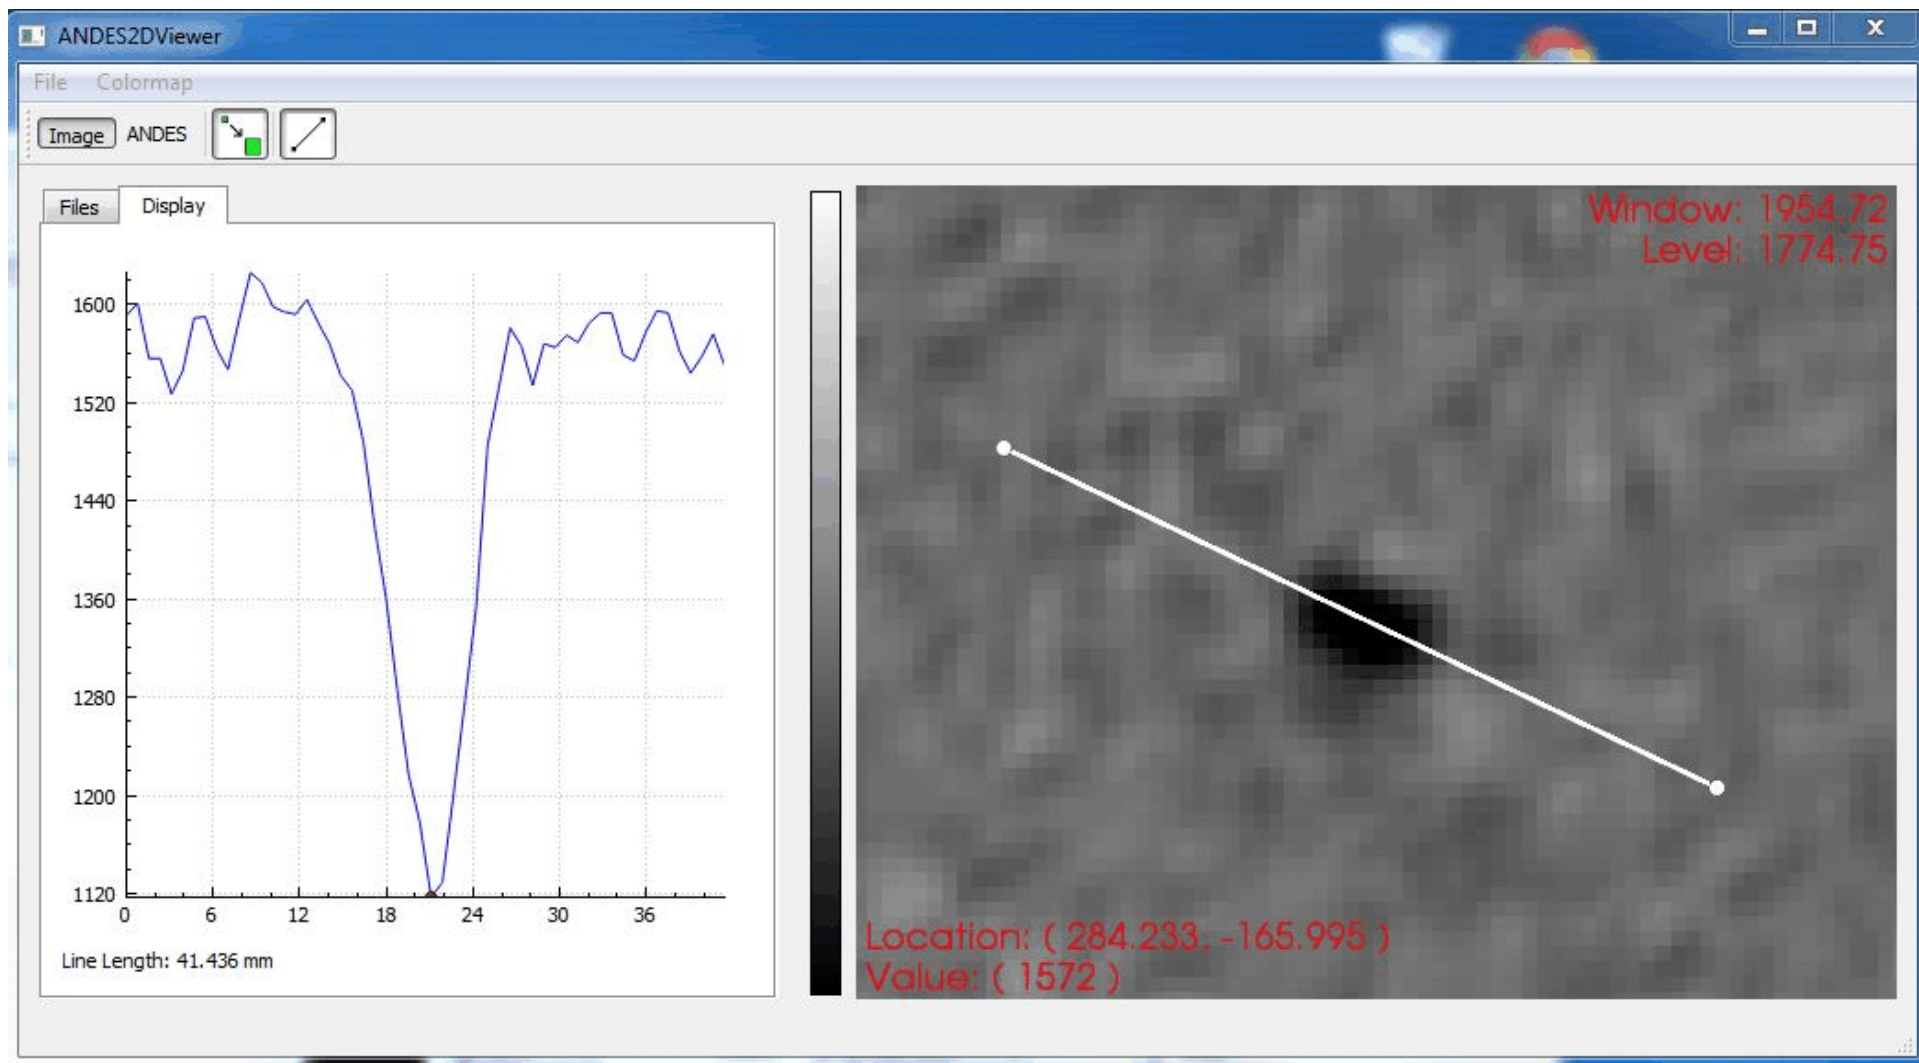 ANDES2DViewer
File Colormap
Image ANDES
Files Display
1600
1520
1440
1360
1280
1200
1120
0 6 12 18 24 30 36
Line Length: 41.436 mm
Window: 1954.72
Level: 1774.75
Location: ( 284.233, -165.995 )
Value: ( 1572 )